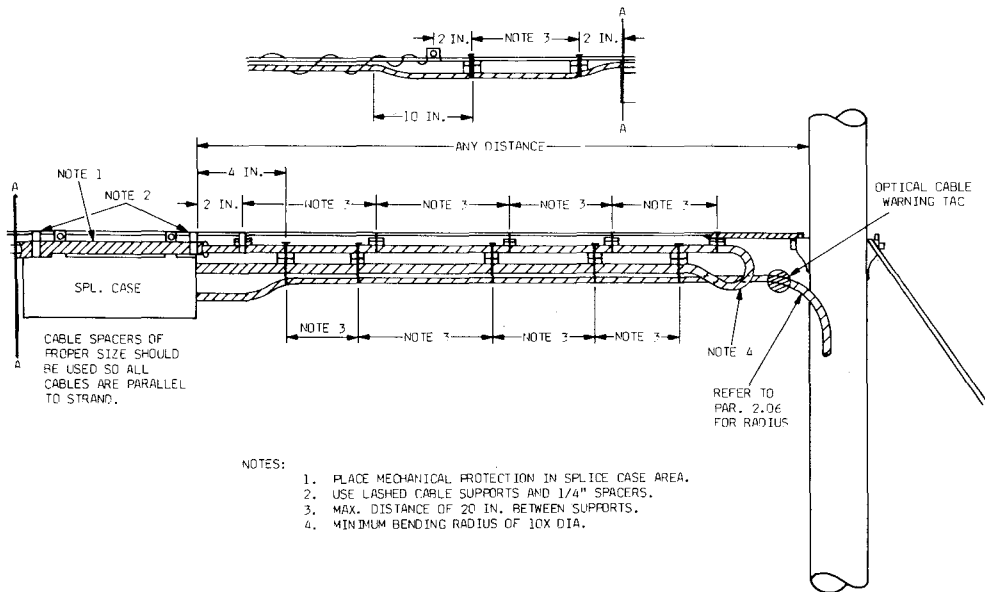 A
2 IN.
NOTE 3
2 IN.
10 IN.
A
ANY DISTANCE
A
NOTE 1
NOTE 2
4 IN.
2 IN.
NOTE 3
NOTE 3
NOTE 3
NOTE 3
OPTICAL CABLE
WARNING TAG
SPL. CASE
A
NOTE 3
NOTE 3
NOTE 3
NOTE 3
NOTE 4
CABLE SPACERS OF
PROPER SIZE SHOULD
BE USED SO ALL
CABLES ARE PARALLEL
TO STRAND.
REFER TO
PAR. 2.06
FOR RADIUS
NOTES:
1. PLACE MECHANICAL PROTECTION IN SPLICE CASE AREA.
2. USE LASHED CABLE SUPPORTS AND 1/4" SPACERS.
3. MAX. DISTANCE OF 20 IN. BETWEEN SUPPORTS.
4. MINIMUM BENDING RADIUS OF 10X DIA.